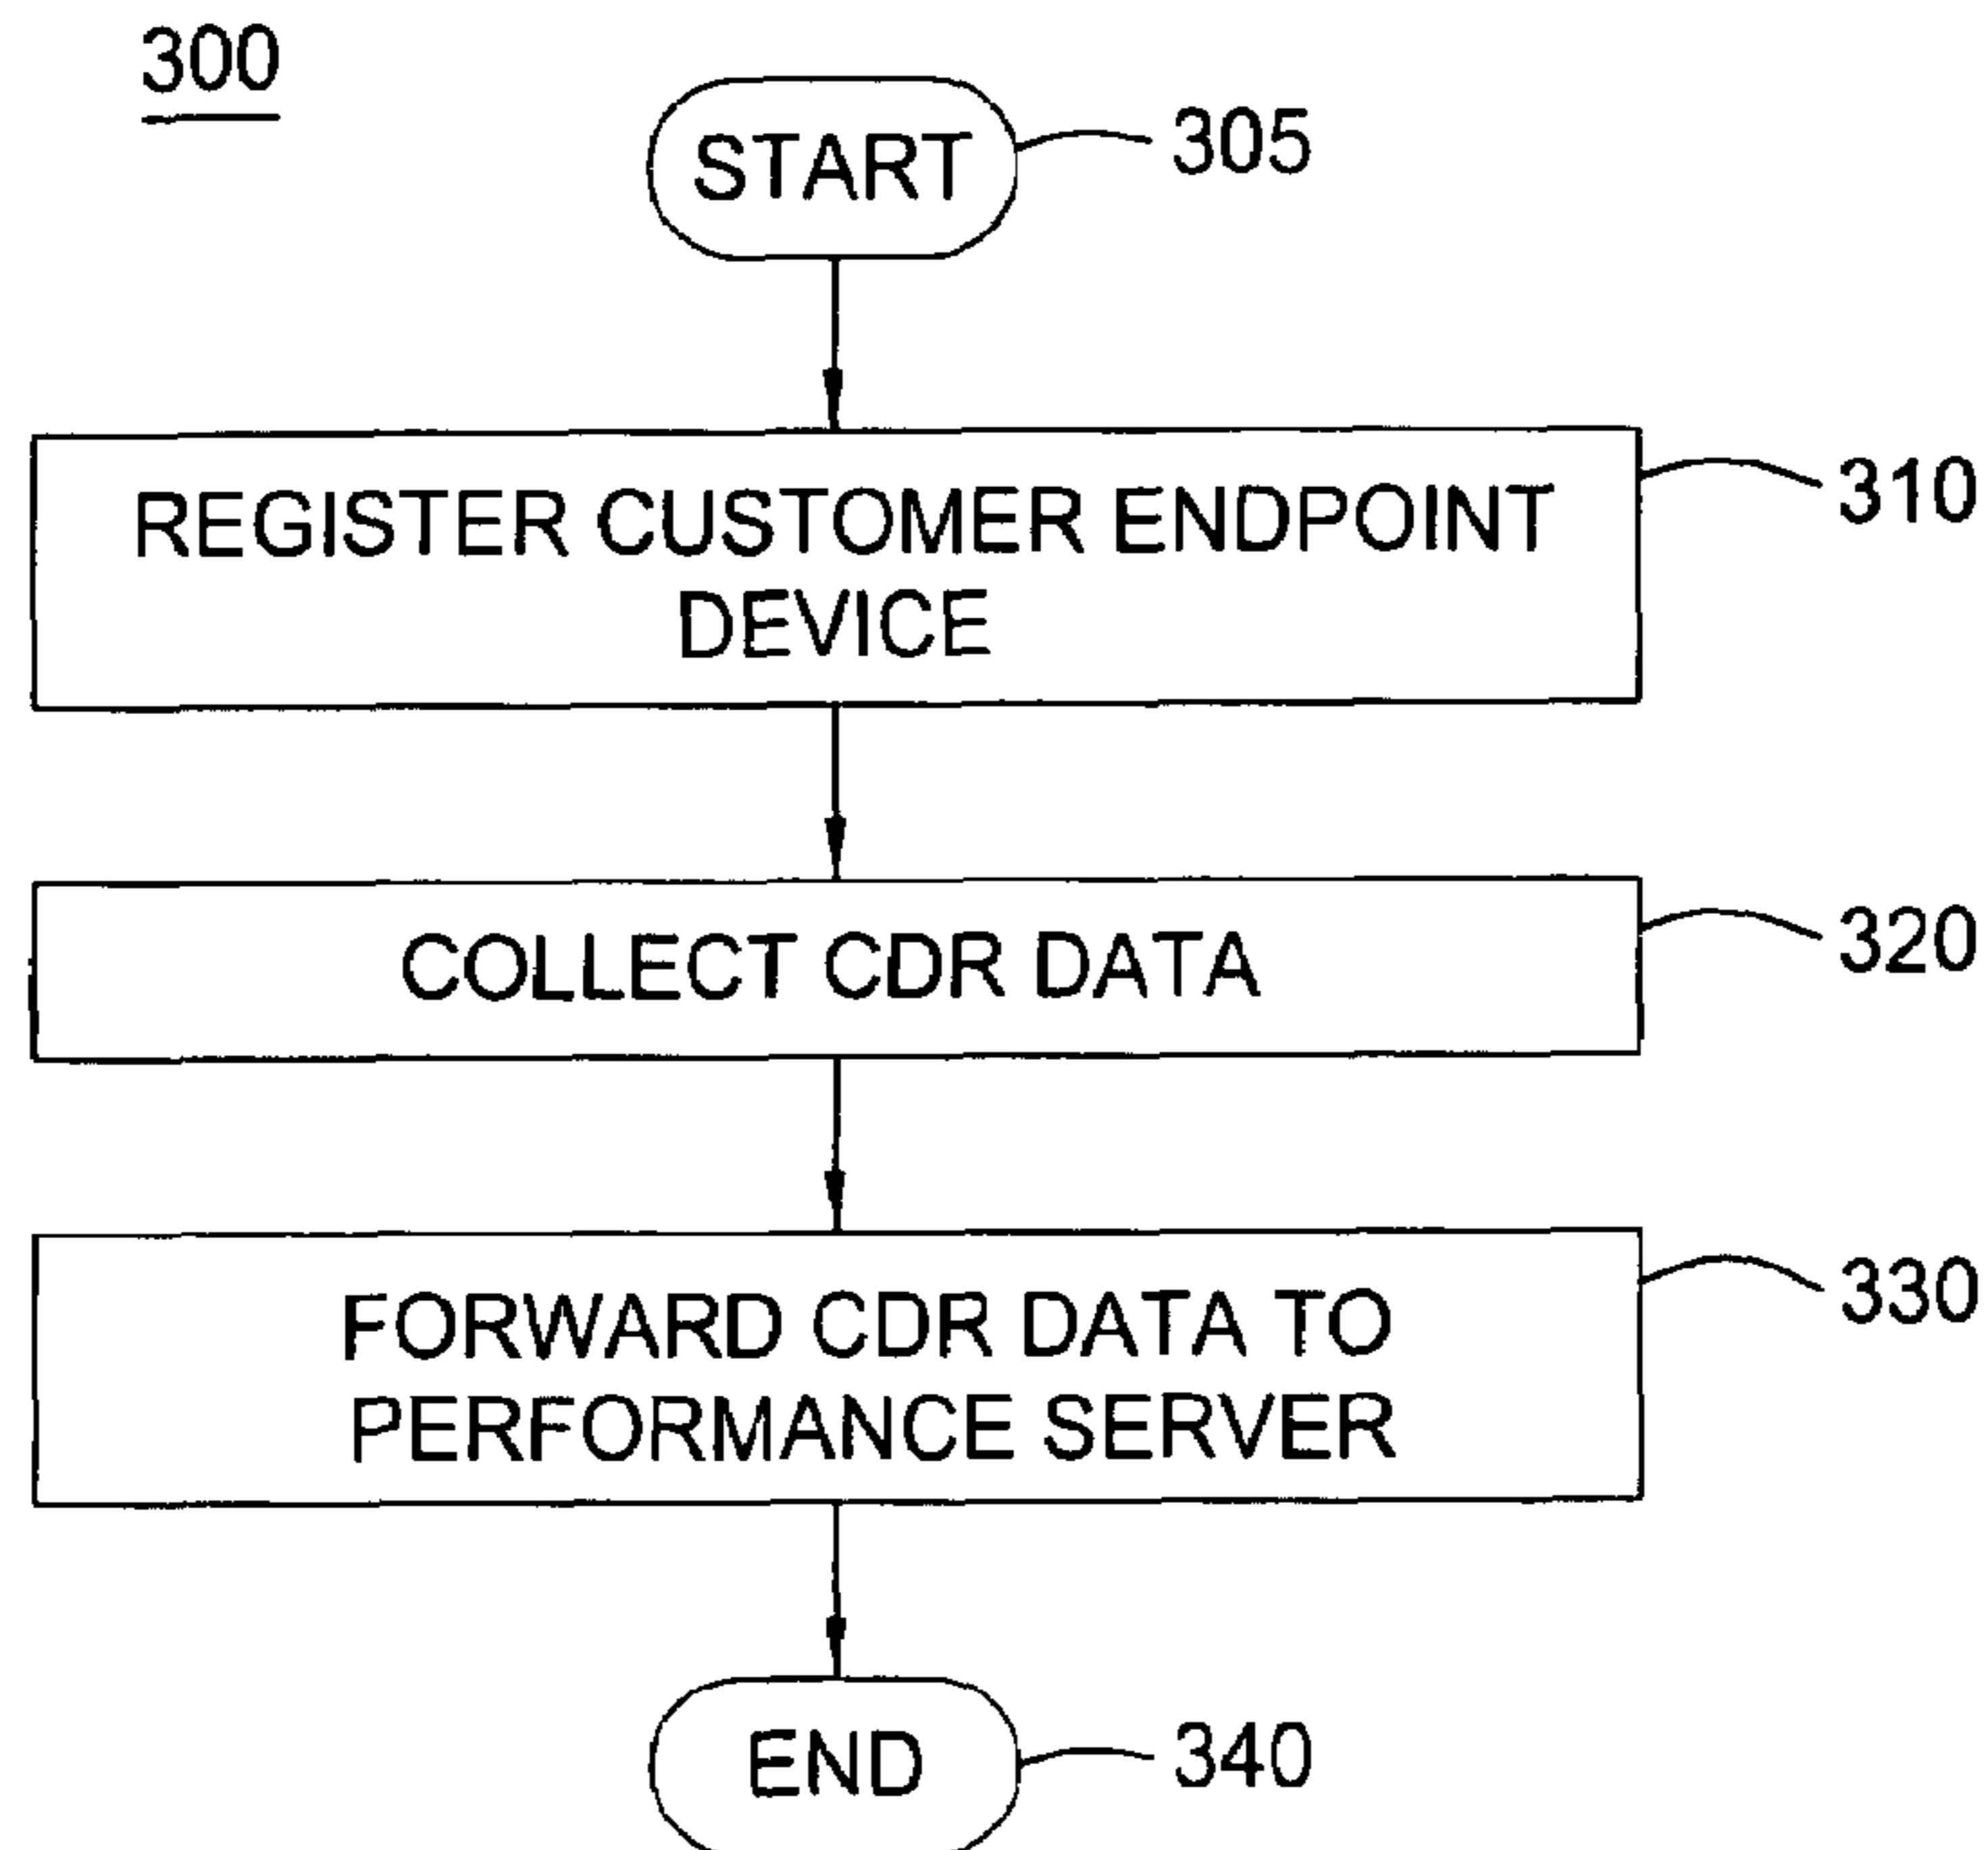 300
START
305
REGISTER CUSTOMER ENDPOINT
DEVICE
310
COLLECT CDR DATA
320
FORWARD CDR DATA TO
PERFORMANCE SERVER
330
END
340